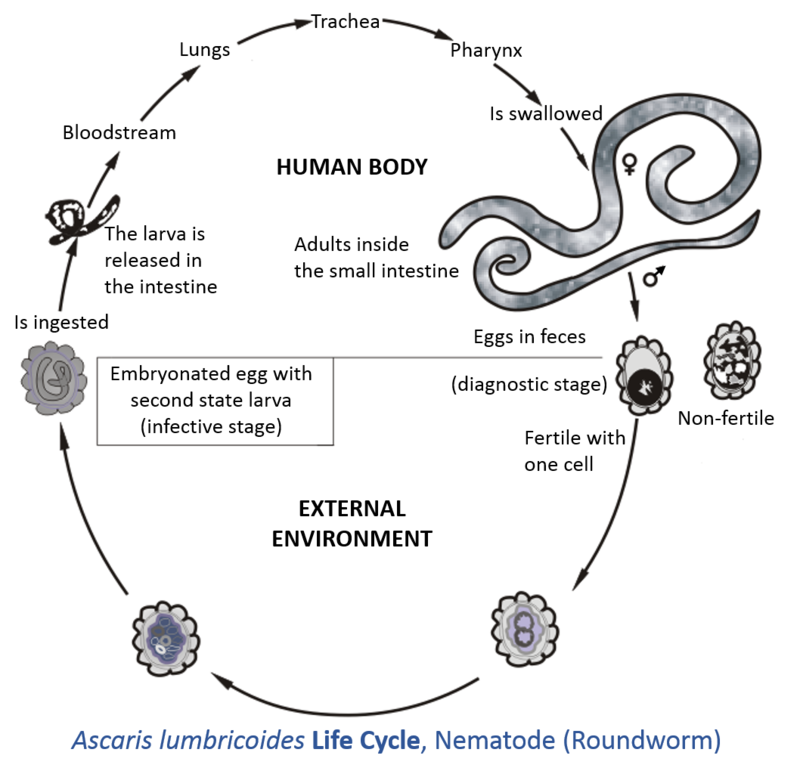 Trachea
Lungs
Pharynx
Is swallowed
Bloodstream
HUMAN BODY
♀
The larva is
released in
the intestine
Adults inside
the small intestine
♂
Is ingested
Eggs in feces
Embryonated egg with
second state larva
(infective stage)
(diagnostic stage)
Non-fertile
Fertile with
one cell
EXTERNAL
ENVIRONMENT
Ascaris lumbricoides Life Cycle, Nematode (Roundworm)